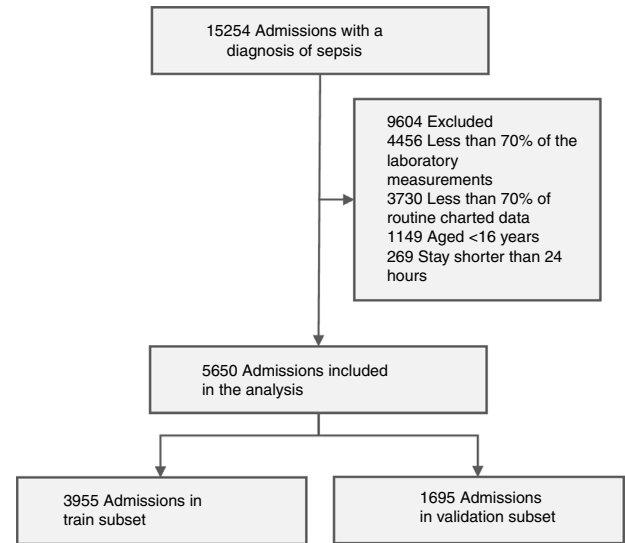 15254 Admissions with a
diagnosis of sepsis
9604 Excluded
4456 Less than 70% of the
laboratory
measurements
3730 Less than 70% of
routine charted data
1149 Aged <16 years
269 Stay shorter than 24
hours
5650 Admissions included
in the analysis
3955 Admissions in
train subset
1695 Admissions
in validation subset